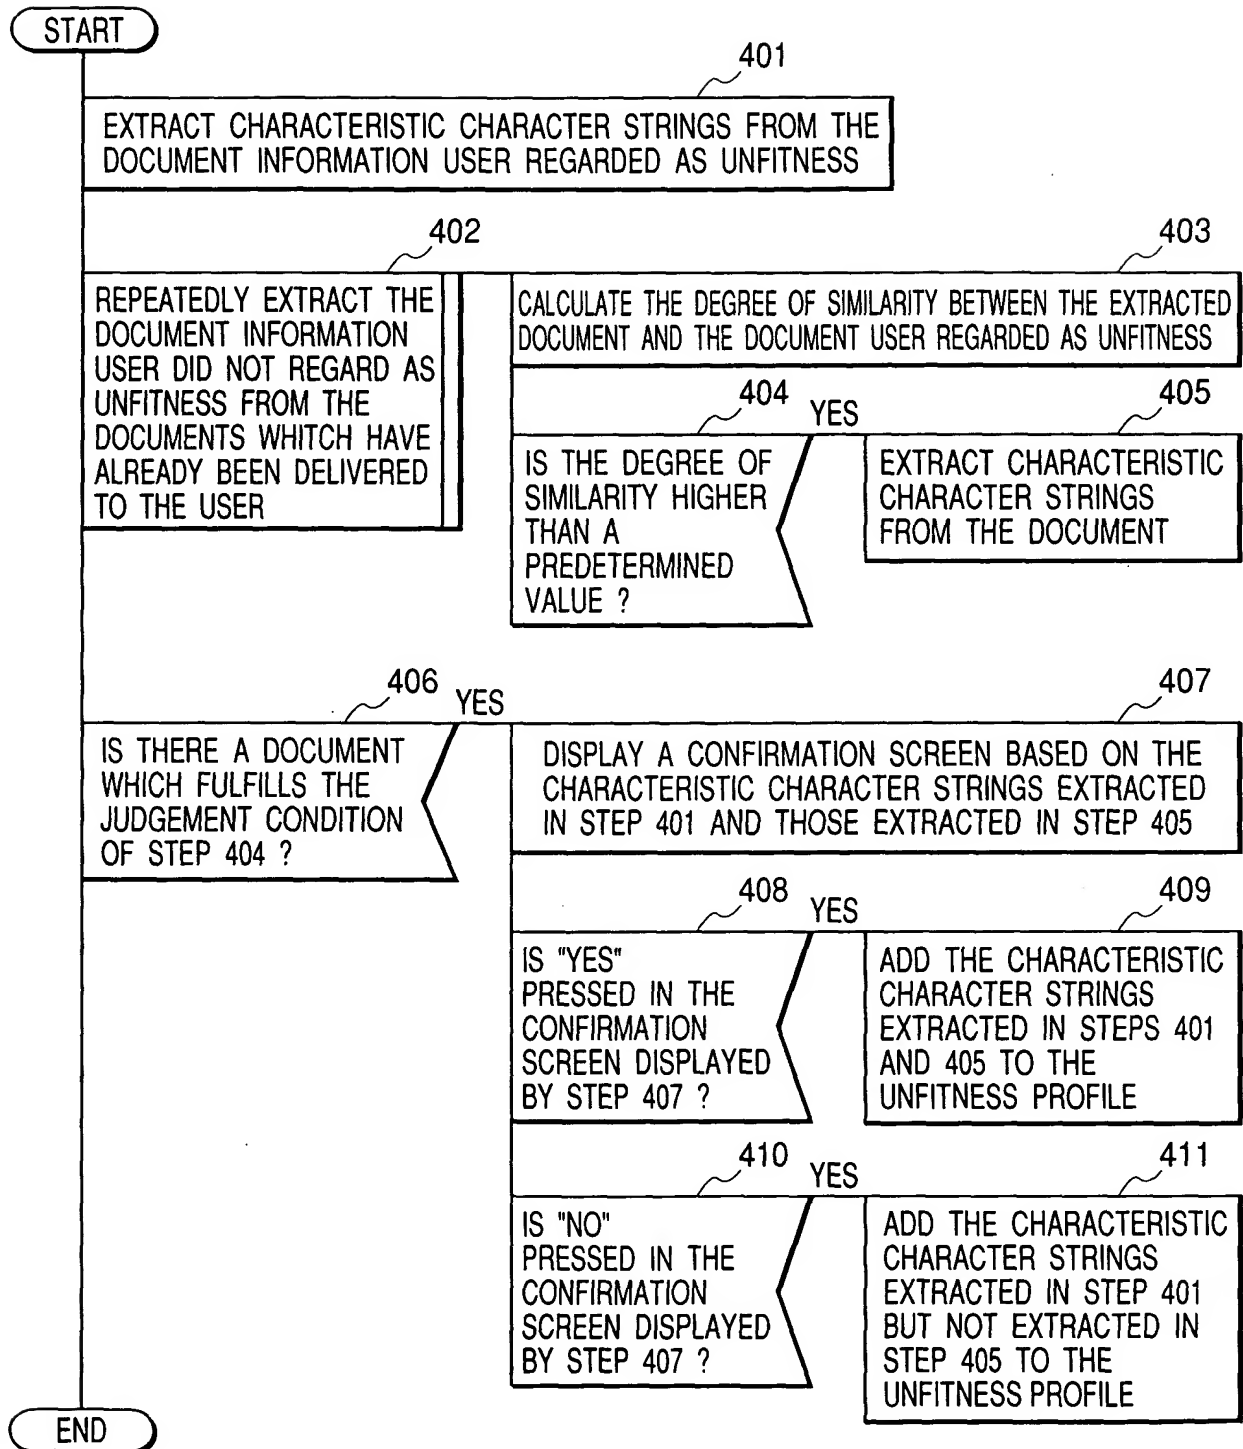 START
401
EXTRACT CHARACTERISTIC CHARACTER STRINGS FROM THE
DOCUMENT INFORMATION USER REGARDED AS UNFITNESS
402
REPEATEDLY EXTRACT THE
DOCUMENT INFORMATION
USER DID NOT REGARD AS
UNFITNESS FROM THE
DOCUMENTS WHITCH HAVE
ALREADY BEEN DELIVERED
TO THE USER
403
CALCULATE THE DEGREE OF SIMILARITY BETWEEN THE EXTRACTED
DOCUMENT AND THE DOCUMENT USER REGARDED AS UNFITNESS
404
YES
IS THE DEGREE OF
SIMILARITY HIGHER
THAN A
PREDETERMINED
VALUE ?
405
EXTRACT CHARACTERISTIC
CHARACTER STRINGS
FROM THE DOCUMENT
406
YES
IS THERE A DOCUMENT
WHICH FULFILLS THE
JUDGEMENT CONDITION
OF STEP 404 ?
407
DISPLAY A CONFIRMATION SCREEN BASED ON THE
CHARACTERISTIC CHARACTER STRINGS EXTRACTED
IN STEP 401 AND THOSE EXTRACTED IN STEP 405
408
YES
IS "YES"
PRESSED IN THE
CONFIRMATION
SCREEN DISPLAYED
BY STEP 407 ?
409
ADD THE CHARACTERISTIC
CHARACTER STRINGS
EXTRACTED IN STEPS 401
AND 405 TO THE
UNFITNESS PROFILE
410
YES
IS "NO"
PRESSED IN THE
CONFIRMATION
SCREEN DISPLAYED
BY STEP 407 ?
411
ADD THE CHARACTERISTIC
CHARACTER STRINGS
EXTRACTED IN STEP 401
BUT NOT EXTRACTED IN
STEP 405 TO THE
UNFITNESS PROFILE
END